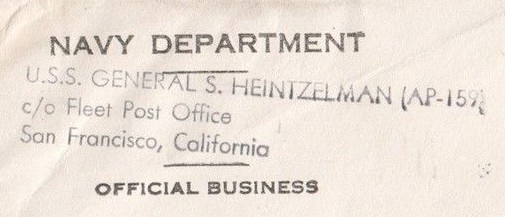 NAVY DEPARTMENT
U.S.S. GENERAL S. HEINTZELMAN (AP-159)
c/o Fleet Post Office
San Francisco, California
OFFICIAL BUSINESS